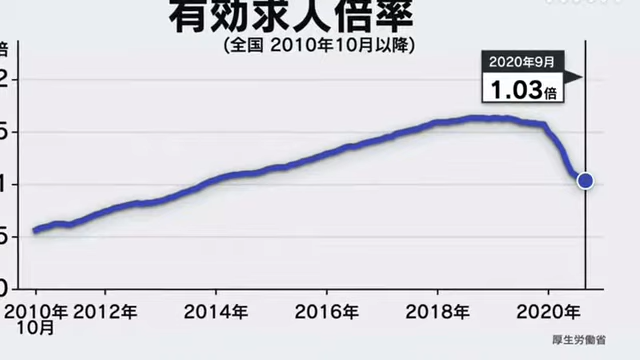 有効求人倍率
(全国 2010年10月以降)
倍
2020年9月
1.03倍
2
5
1
5
0
2010年 2012年 2014年 2016年 2018年 2020年
10月
厚生労働省